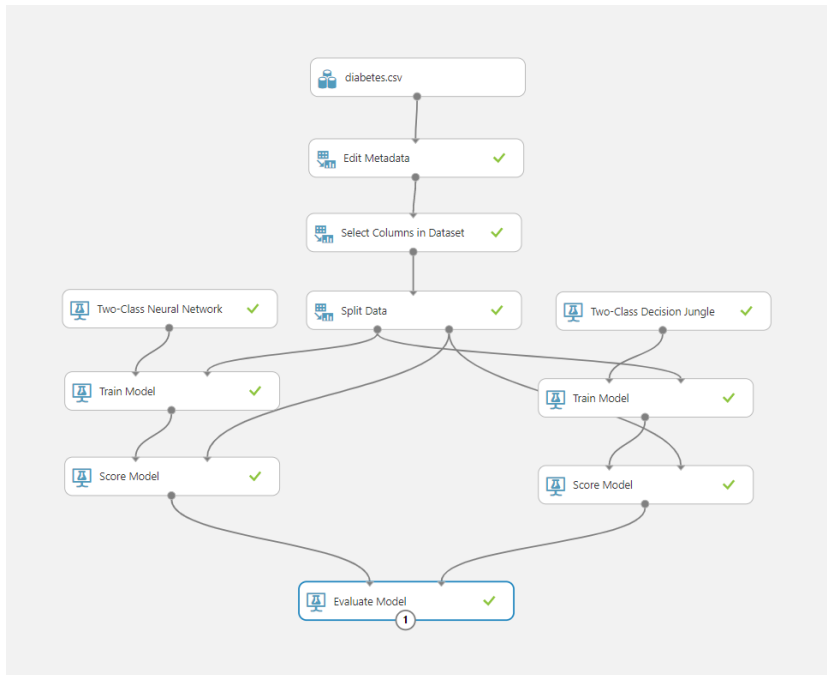 diabetes.csv
Edit Metadata
Select Columns in Dataset
Two-Class Neural Network
Split Data
Two-Class Decision Jungle
Train Model
Train Model
Score Model
Score Model
Evaluate Model
1